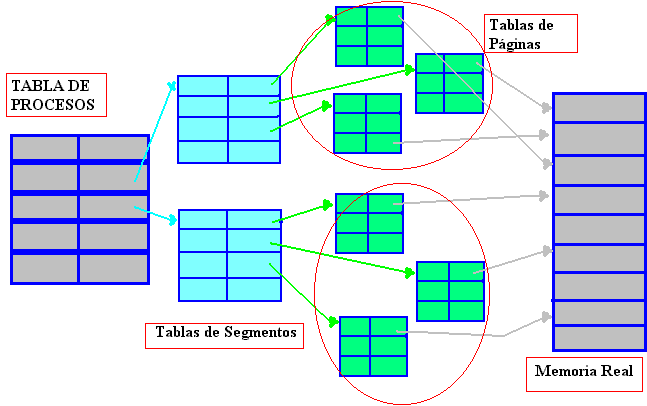 Tablas de
Páginas
TABLA DE
PROCESOS
Tablas de Segmentos
Memoria Real